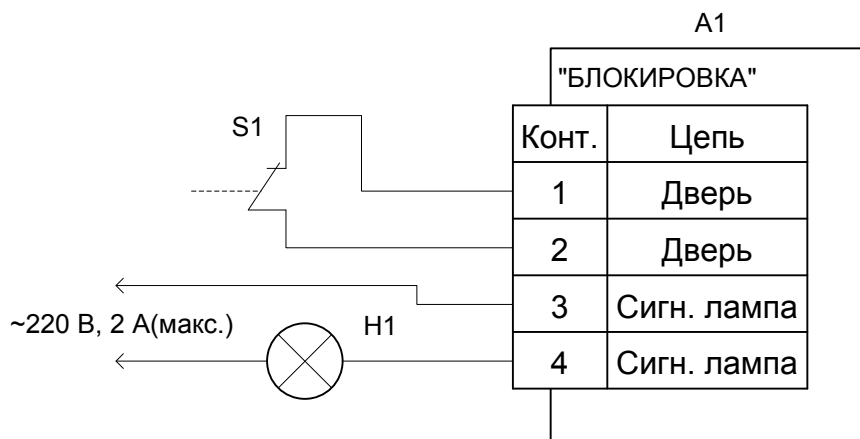 A1
"БЛОКИРОВКА"
S1
Конт. Цепь
1 Дверь
2 Дверь
3 Сигн. лампа
~220 В, 2 А(макс.)
H1
4 Сигн. лампа